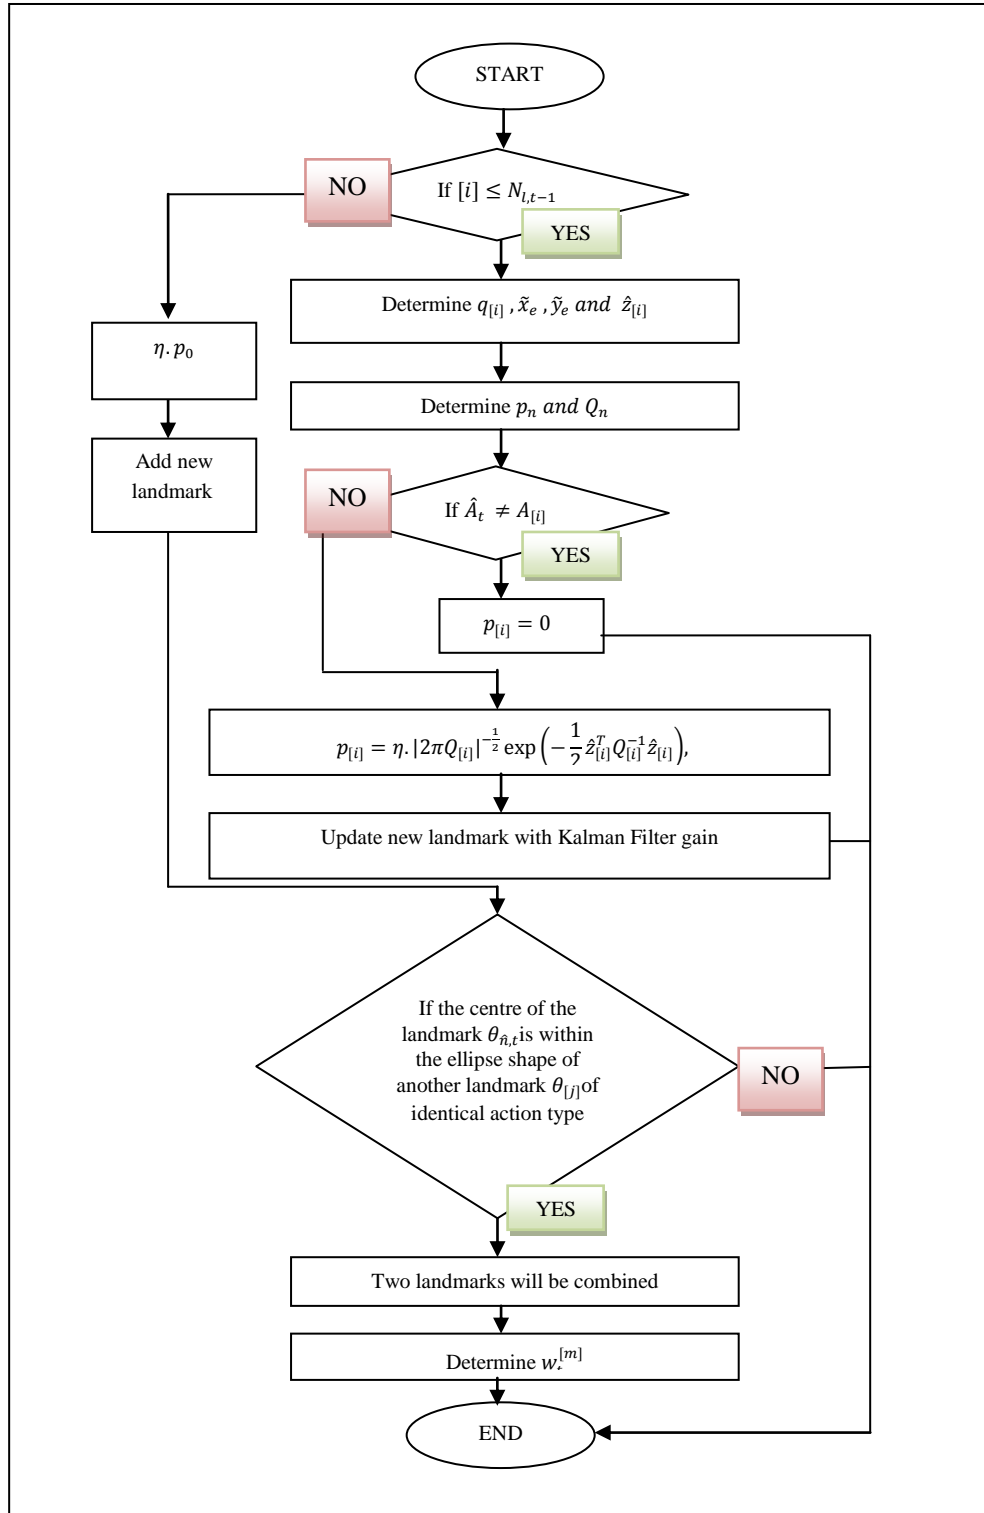 START
If [i] ≤ N_{l,t−1}
NO
YES
Determine q_{[i]} , x̃_e , ỹ_e and ẑ_{[i]}
η. p_0
Determine p_n and Q_n
Add new
landmark
If Â_t ≠ A_{[i]}
NO
YES
p_{[i]} = 0
p_{[i]} = η. |2πQ_{[i]}|^{−1/2} exp (−1/2 ẑ_{[i]}^T Q_{[i]}^{−1} ẑ_{[i]}),
Update new landmark with Kalman Filter gain
If the centre of the
landmark θ_{n̂,t} is within
the ellipse shape of
another landmark θ_{[j]} of
identical action type
NO
YES
Two landmarks will be combined
Determine w^{[m]}
END